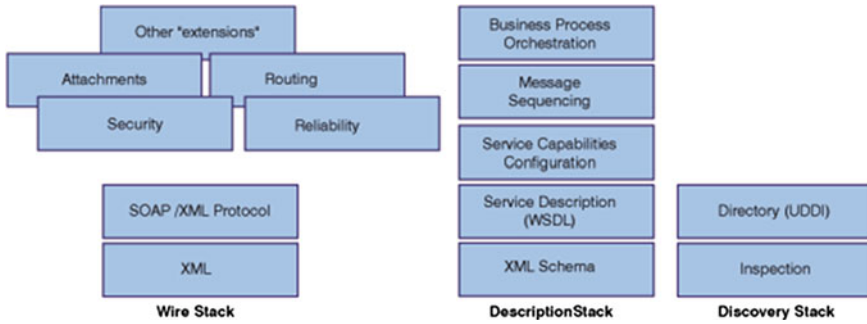 Other "extensions"
Attachments
Routing
Security
Reliability
SOAP /XML Protocol
XML
Wire Stack
Business Process
Orchestration
Message
Sequencing
Service Capabilities
Configuration
Service Description
(WSDL)
XML Schema
DescriptionStack
Directory (UDDI)
Inspection
Discovery Stack